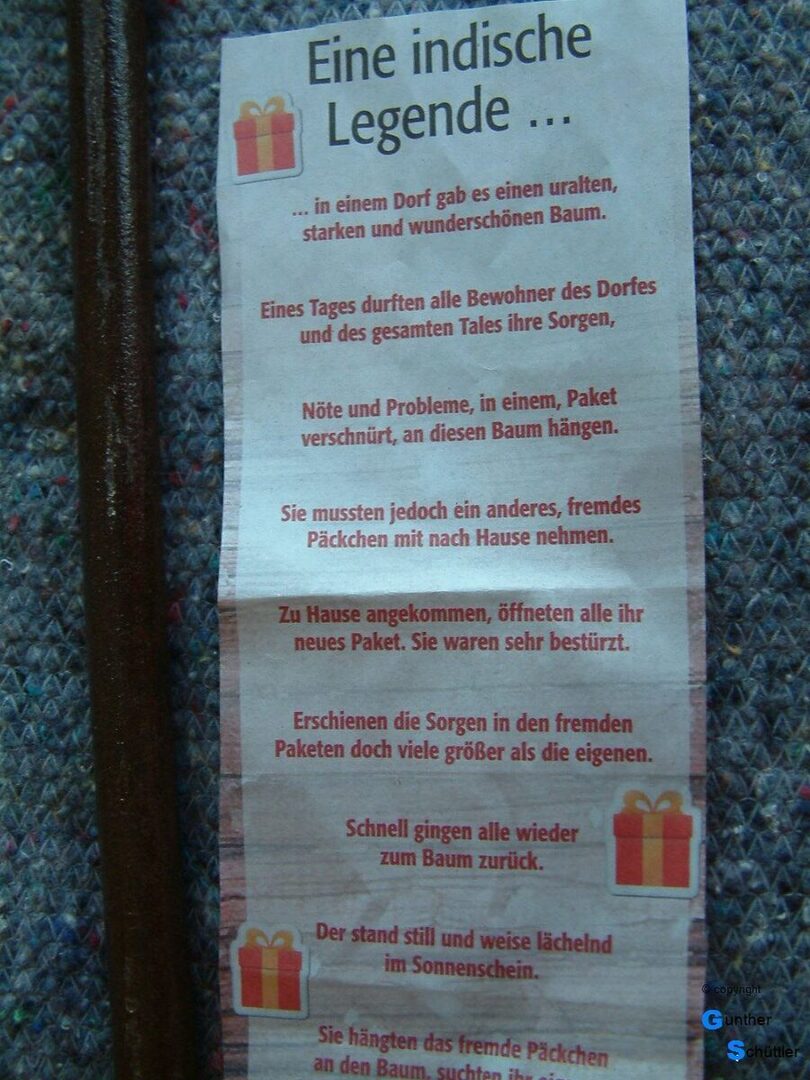 Eine indische
Legende ...
... in einem Dorf gab es einen uralten,
starken und wunderschönen Baum.
Eines Tages durften alle Bewohner des Dorfes
und des gesamten Tales ihre Sorgen,
Nöte und Probleme, in einem, Paket
verschnürt, an diesen Baum hängen.
Sie mussten jedoch ein anderes, fremdes
Päckchen mit nach Hause nehmen.
Zu Hause angekommen, öffneten alle ihr
neues Paket. Sie waren sehr bestürzt.
Erschienen die Sorgen in den fremden
Paketen doch viele größer als die eigenen.
Schnell gingen alle wieder
zum Baum zurück.
Der stand still und weise lächelnd
im Sonnenschein.
Sie hängten das fremde Päckchen
an den Baum, suchten ihr
© copyright
Gunther
Schüttler